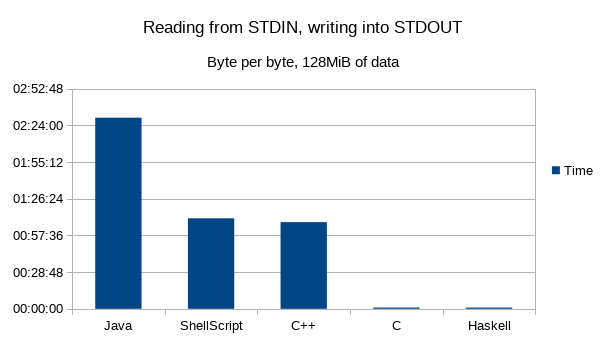 Reading from STDIN, writing into STDOUT
Byte per byte, 128MiB of data
02:52:48
02:24:00
01:55:12
01:26:24
00:57:36
00:28:48
00:00:00
Java ShellScript C++ C Haskell
Time